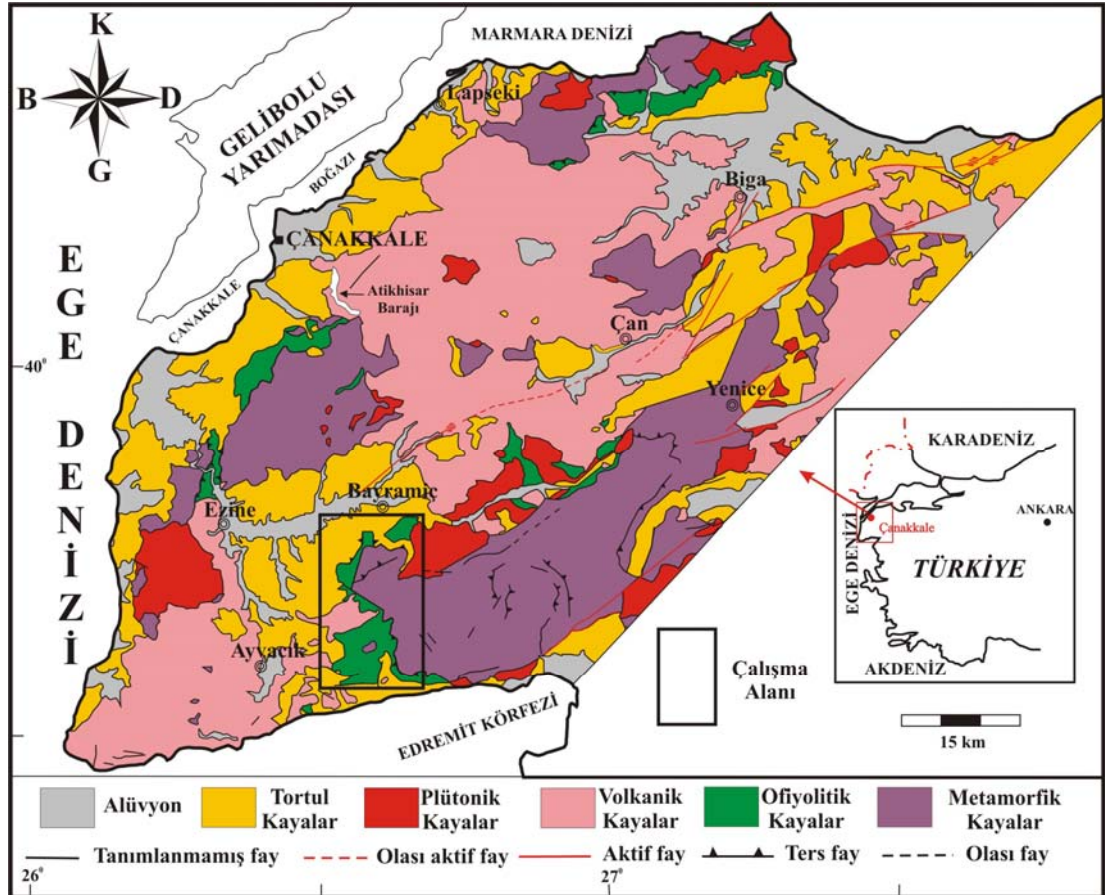 K
B
D
G
MARMARA DENİZİ
GELİBOLU
YARIMADASI
Lapseki
BOĞAZI
Biga
ÇANAKKALE
EGE
DENİZİ
Atikhisar
Barajı
ÇANAKKALE
Çan
40°
Yenice
KARADENİZ
Bayramiç
Ezine
ANKARA
Çanakkale
EGE DENİZİ
TÜRKİYE
Ayvacık
Çalışma
Alanı
AKDENİZ
EDREMİT KÖRFEZİ
15 km
Alüvyon
Tortul
Kayalar
Plütonik
Kayalar
Volkanik
Kayalar
Ofiyolitik
Kayalar
Metamorfik
Kayalar
Tanımlanmamış fay
Olası aktif fay
Aktif fay
Ters fay
Olası fay
26°
27°